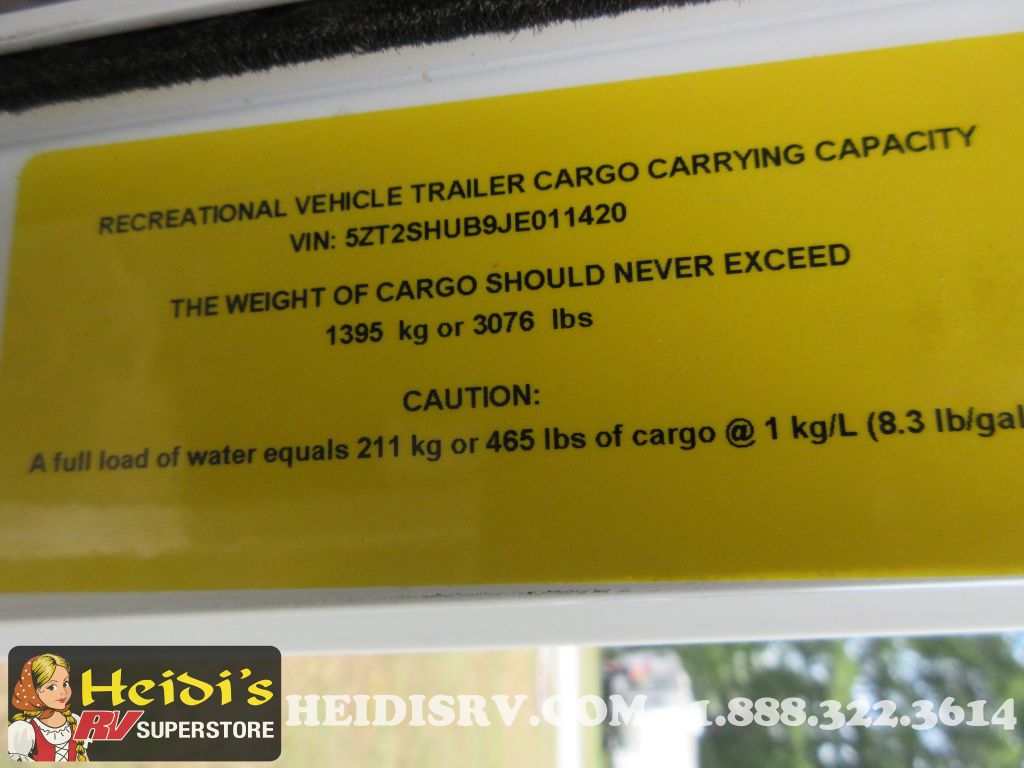 RECREATIONAL VEHICLE TRAILER CARGO CARRYING CAPACITY
VIN: 5ZT2SHUB9JE011420
THE WEIGHT OF CARGO SHOULD NEVER EXCEED
1395 kg or 3076 lbs
CAUTION:
A full load of water equals 211 kg or 465 lbs of cargo @ 1 kg/L (8.3 lb/gal
Heidi's
RV SUPERSTORE
HEIDISRV.COM 1.888.322.3614